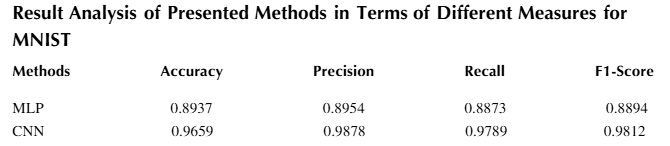 Result Analysis of Presented Methods in Terms of Different Measures for
MNIST
Methods Accuracy Precision Recall F1-Score
MLP 0.8937 0.8954 0.8873 0.8894
CNN 0.9659 0.9878 0.9789 0.9812